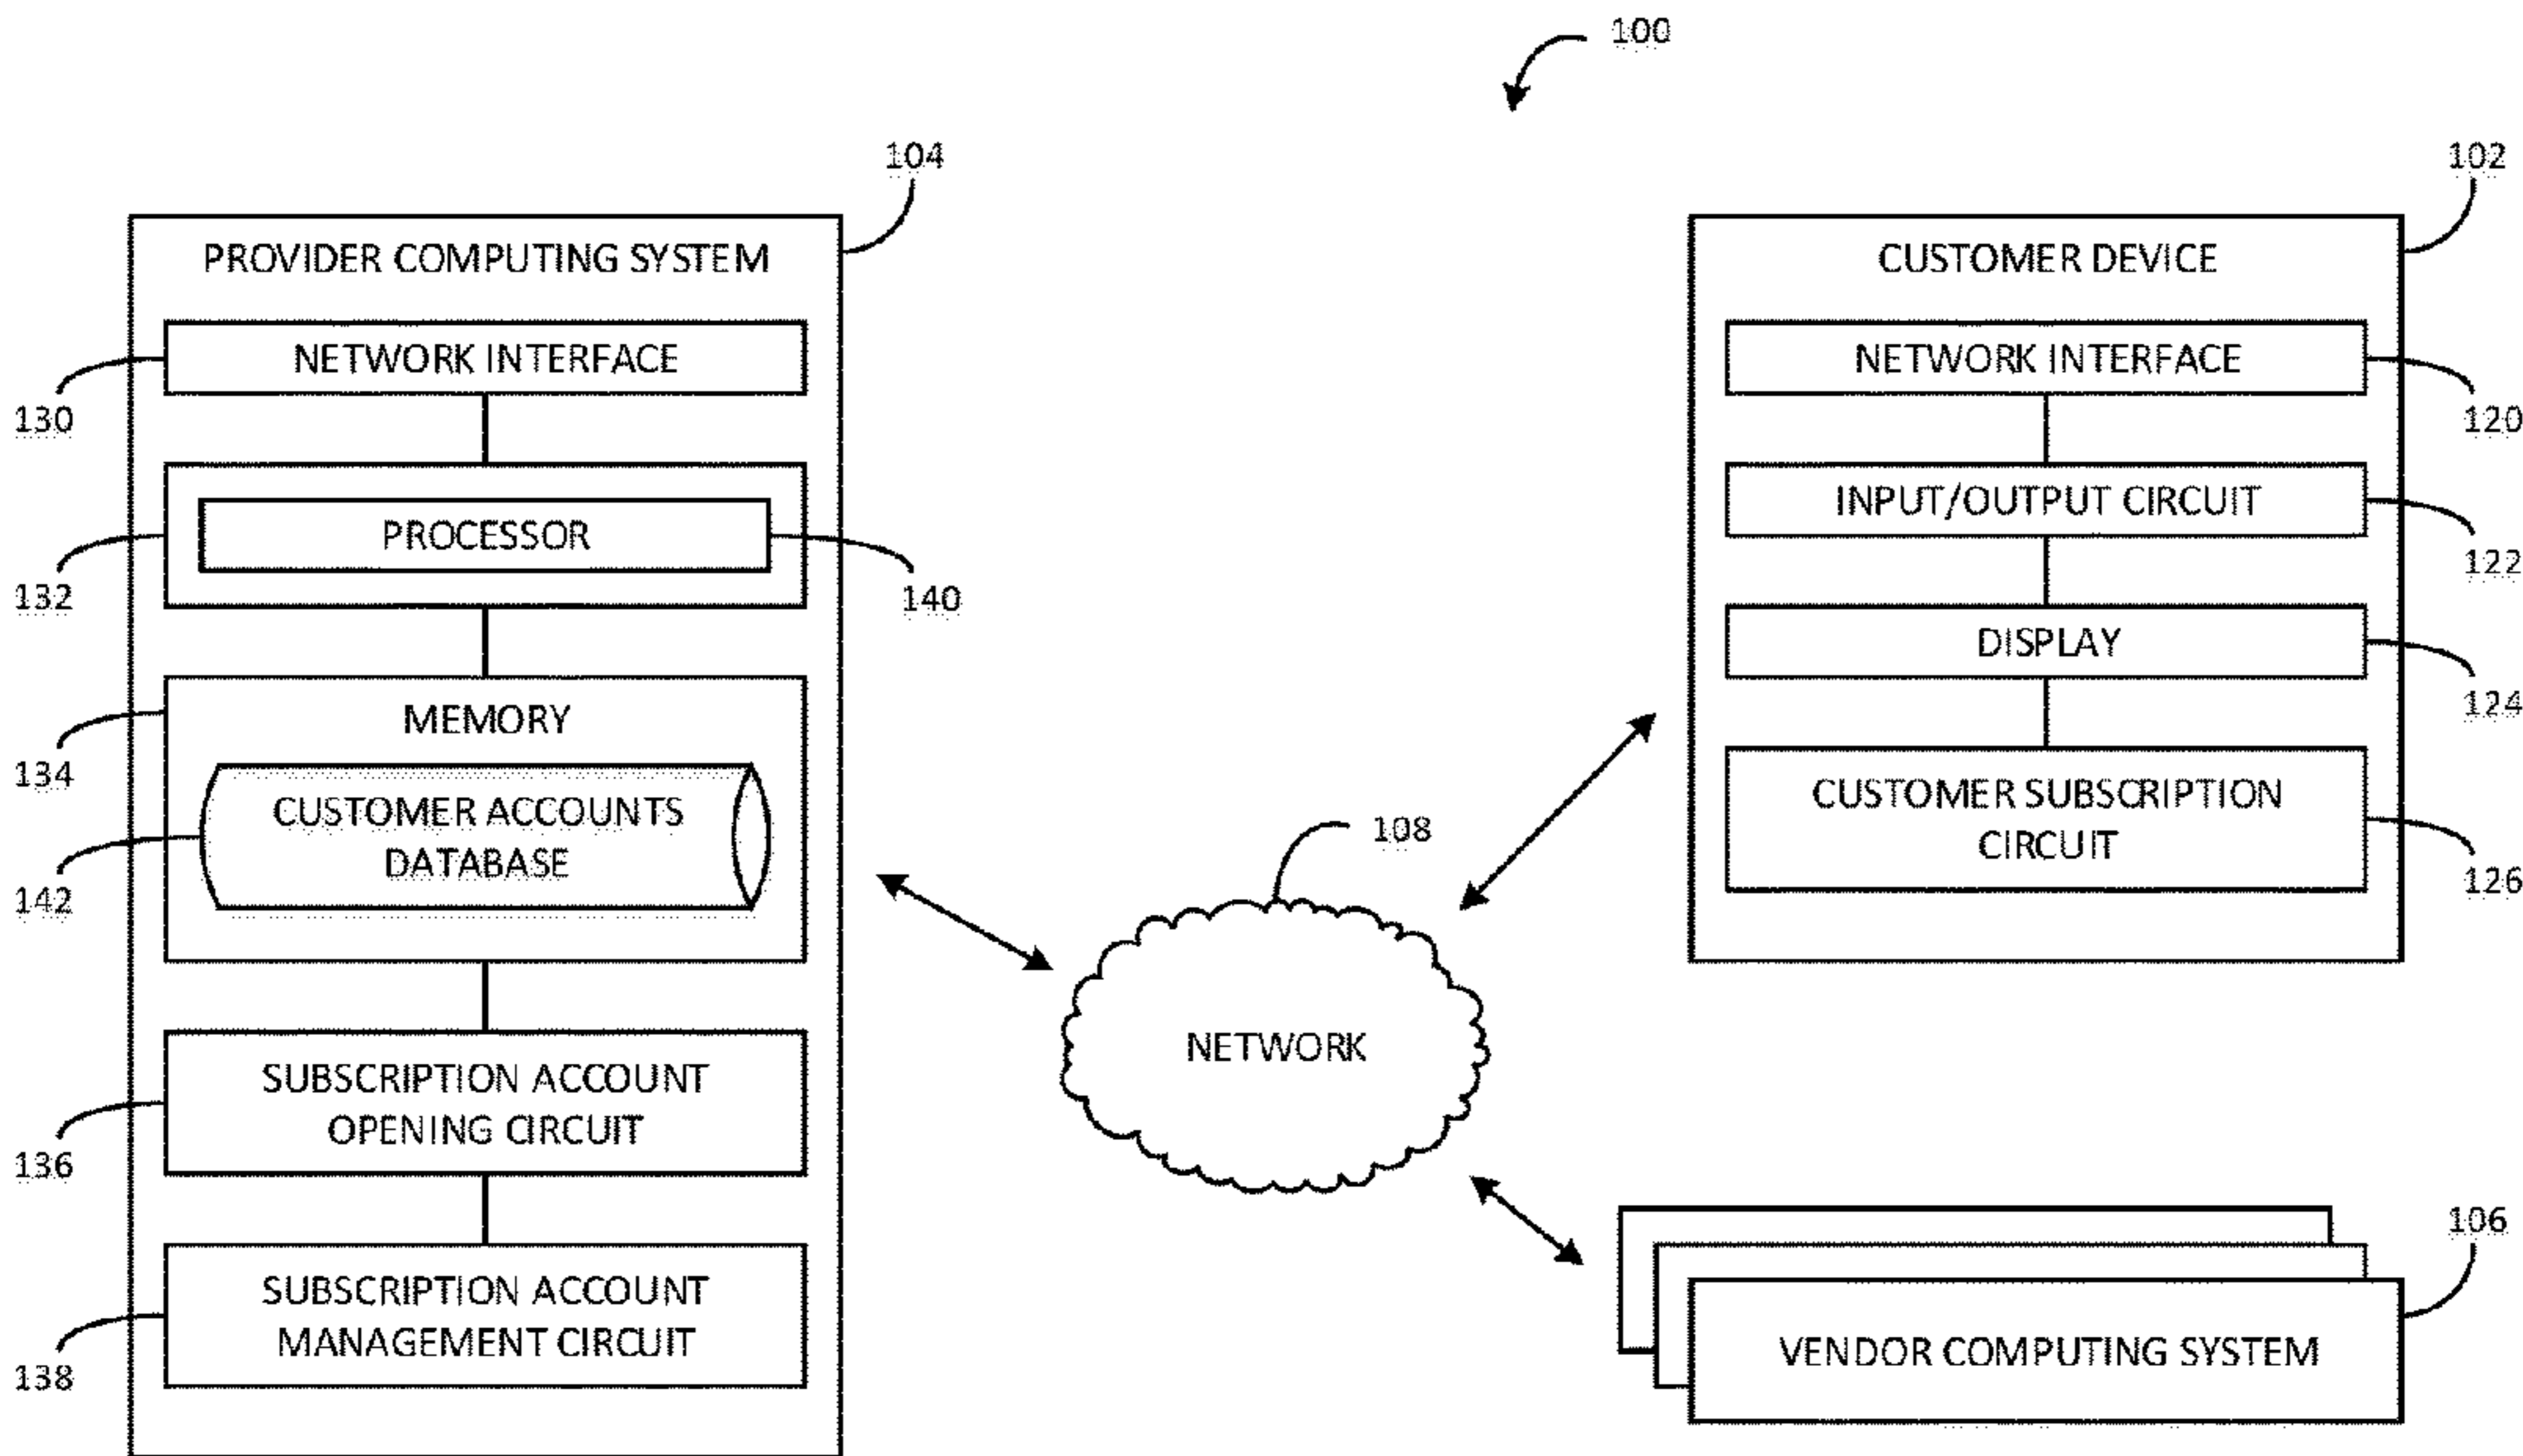 100
104
PROVIDER COMPUTING SYSTEM
NETWORK INTERFACE
130
PROCESSOR
132
140
MEMORY
134
CUSTOMER ACCOUNTS
DATABASE
142
SUBSCRIPTION ACCOUNT
OPENING CIRCUIT
136
SUBSCRIPTION ACCOUNT
MANAGEMENT CIRCUIT
138
108
NETWORK
102
CUSTOMER DEVICE
NETWORK INTERFACE
120
INPUT/OUTPUT CIRCUIT
122
DISPLAY
124
CUSTOMER SUBSCRIPTION
CIRCUIT
126
106
VENDOR COMPUTING SYSTEM